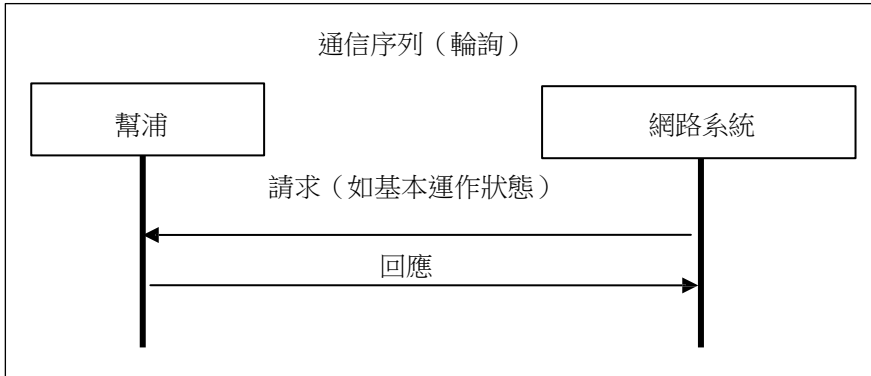 通信序列（輪詢）
幫浦
網路系統
請求（如基本運作狀態）
回應